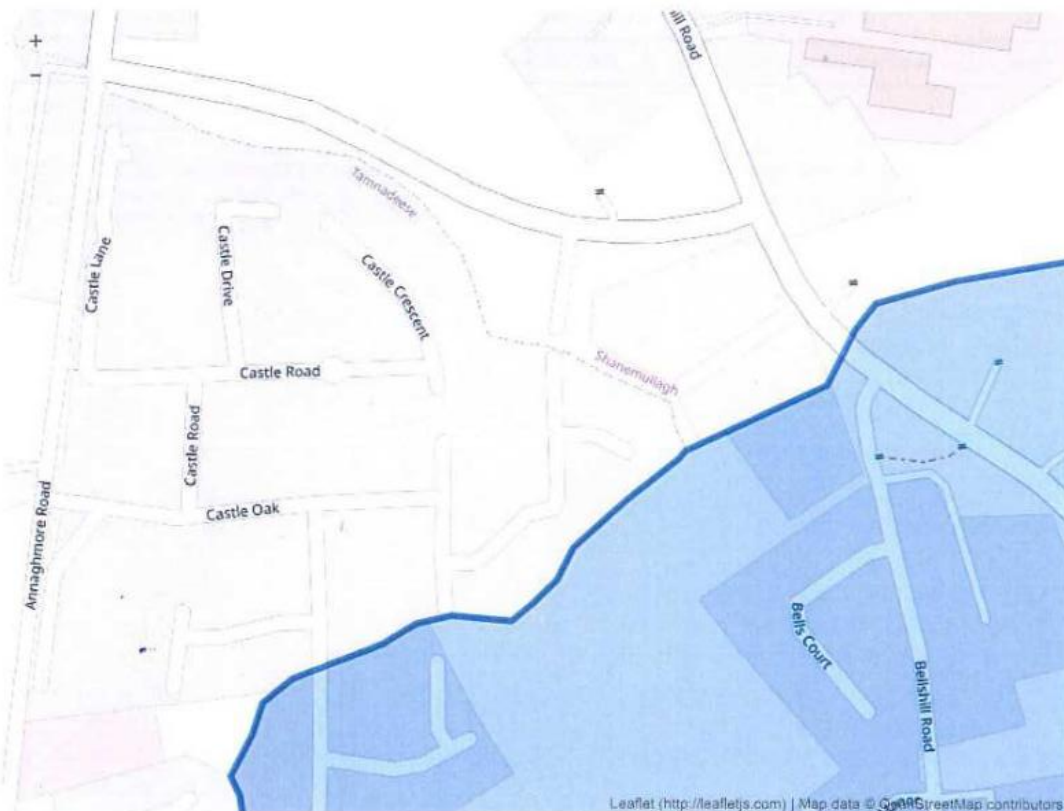 +
−
ill Road
Tamnadeese
Castle Lane
Castle Drive
Castle Crescent
Shanemullagh
Castle Road
Castle Road
Castle Oak
Annaghmore Road
Bells Court
Bellshill Road
Leaflet (http://leafletjs.com) | Map data © OpenStreetMap contributors